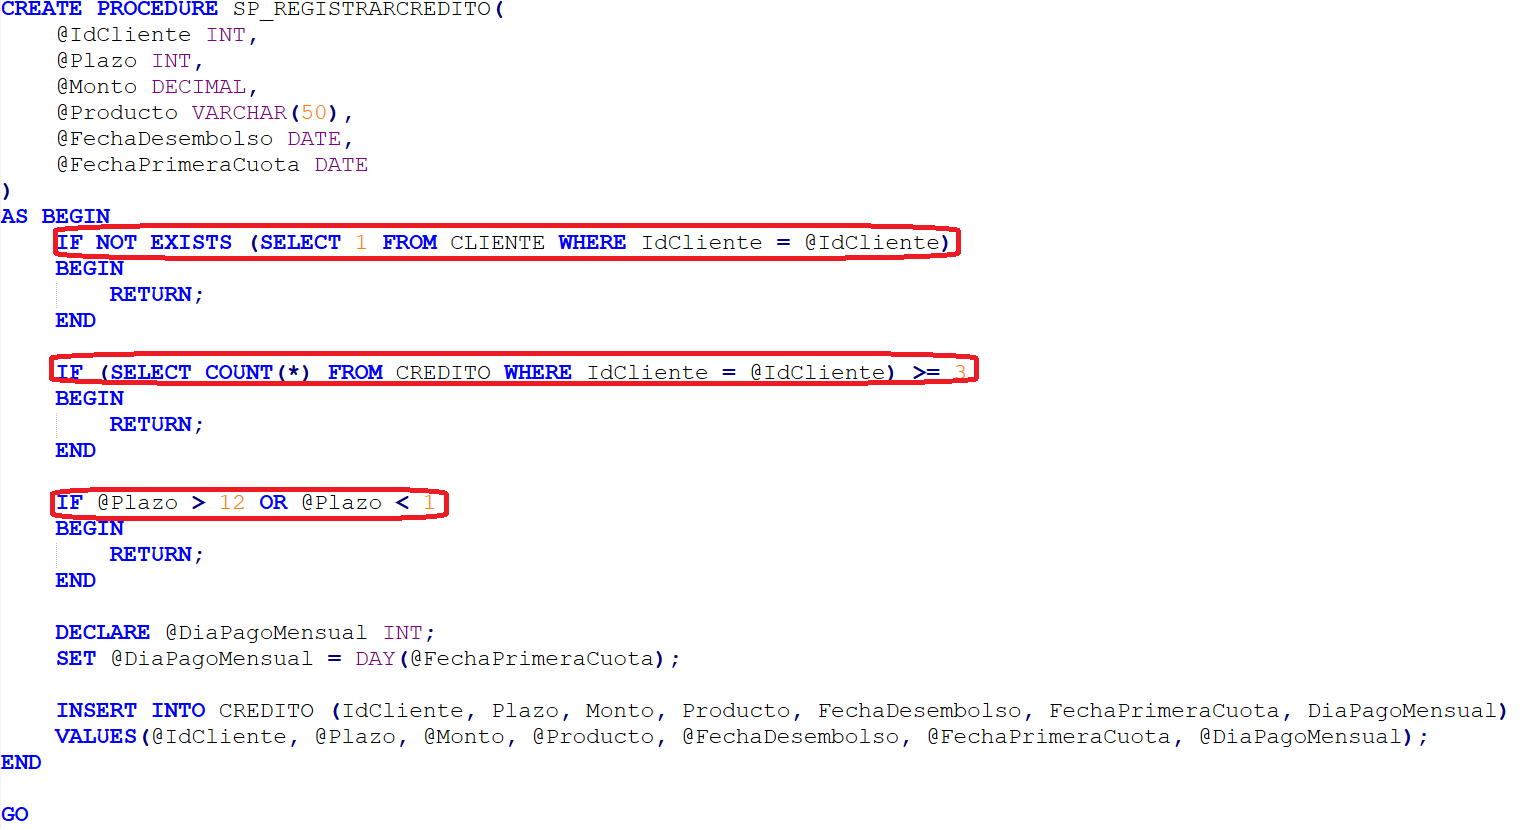 CREATE PROCEDURE SP_REGISTRARCREDITO(
@IdCliente INT,
@Plazo INT,
@Monto DECIMAL,
@Producto VARCHAR(50),
@FechaDesembolso DATE,
@FechaPrimeraCuota DATE
)
AS BEGIN
IF NOT EXISTS (SELECT 1 FROM CLIENTE WHERE IdCliente = @IdCliente)
BEGIN
RETURN;
END
IF (SELECT COUNT(*) FROM CREDITO WHERE IdCliente = @IdCliente) >= 3
BEGIN
RETURN;
END
IF @Plazo > 12 OR @Plazo < 1
BEGIN
RETURN;
END
DECLARE @DiaPagoMensual INT;
SET @DiaPagoMensual = DAY(@FechaPrimeraCuota);
INSERT INTO CREDITO (IdCliente, Plazo, Monto, Producto, FechaDesembolso, FechaPrimeraCuota, DiaPagoMensual)
VALUES(@IdCliente, @Plazo, @Monto, @Producto, @FechaDesembolso, @FechaPrimeraCuota, @DiaPagoMensual);
END
GO